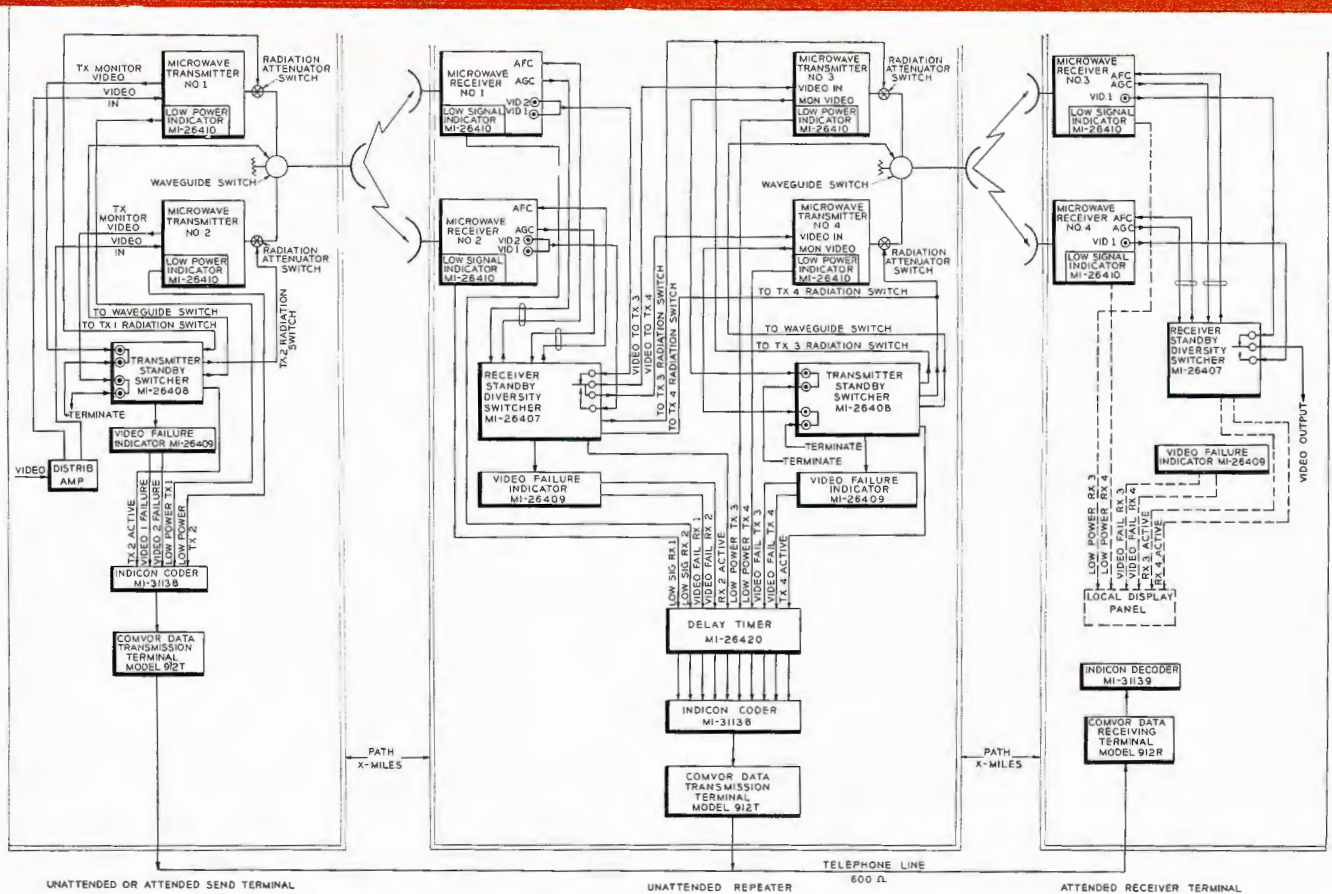 TX MONITOR
VIDEO
VIDEO
IN
MICROWAVE
TRANSMITTER
NO 1
LOW POWER
INDICATOR
MI-26410
RADIATION
ATTENUATOR
SWITCH
WAVEGUIDE SWITCH
TX
MONITOR
VIDEO
VIDEO
IN
MICROWAVE
TRANSMITTER
NO 2
LOW POWER
INDICATOR
MI-26410
RADIATION
ATTENUATOR
SWITCH
TO WAVEGUIDE SWITCH
TO TX1 RADIATION SWITCH
TX2 RADIATION
SWITCH
TRANSMITTER
STANDBY
SWITCHER
MI-26408
TERMINATE
VIDEO FAILURE
INDICATOR MI-26409
VIDEO
DISTRIB
AMP
TX 2 ACTIVE
VIDEO 1 FAILURE
VIDEO 2 FAILURE
LOW POWER TX1
LOW POWER
TX 2
INDICON CODER
MI-31138
COMVOR DATA
TRANSMISSION
TERMINAL
MODEL 912T
UNATTENDED OR ATTENDED SEND TERMINAL
PATH
X-MILES
MICROWAVE
RECEIVER
NO 1
AFC
AGC
VID 2
VID 1
LOW SIGNAL
INDICATOR
MI-26410
MICROWAVE
RECEIVER
NO 2
AFC
AGC
VID 2
VID 1
LOW SIGNAL
INDICATOR
MI-26410
RECEIVER
STANDBY
DIVERSITY
SWITCHER
MI-26407
VIDEO TO TX 3
VIDEO TO TX 4
TO TX 3 RADIATION SWITCH
TO TX 4 RADIATION SWITCH
VIDEO FAILURE
INDICATOR
MI-26409
MICROWAVE
TRANSMITTER
NO 3
VIDEO IN
MON VIDEO
LOW POWER
INDICATOR
MI-26410
RADIATION
ATTENUATOR
SWITCH
WAVEGUIDE SWITCH
MICROWAVE
TRANSMITTER
NO 4
VIDEO IN
MON VIDEO
LOW POWER
INDICATOR
MI-26410
RADIATION
ATTENUATOR
SWITCH
TO TX 4 RADIATION SWITCH
TO WAVEGUIDE SWITCH
TO TX 3 RADIATION SWITCH
TRANSMITTER
STANDBY
SWITCHER
MI-26408
TERMINATE
TERMINATE
VIDEO FAILURE
INDICATOR
MI-26409
LOW SIG RX1
LOW SIG RX 2
VIDEO FAIL RX 1
VIDEO FAIL RX 2
RX 2 ACTIVE
LOW POWER TX 3
LOW POWER TX 4
VIDEO FAIL TX 3
VIDEO FAIL TX 4
TX 4 ACTIVE
DELAY TIMER
MI-26420
INDICON CODER
MI-31138
COMVOR DATA
TRANSMISSION
TERMINAL
MODEL 912T
UNATTENDED REPEATER
TELEPHONE LINE
600 Ω
PATH
X-MILES
MICROWAVE
RECEIVER
NO.3
AFC
AGC
VID.1
LOW SIGNAL
INDICATOR
MI-26410
MICROWAVE
RECEIVER
NO. 4
AFC
AGC
VID 1
LOW SIGNAL
INDICATOR
MI-26410
RECEIVER
STANDBY
DIVERSITY
SWITCHER
MI-26407
VIDEO OUTPUT
VIDEO FAILURE
INDICATOR MI-26409
LOW POWER RX 3
LOW POWER RX 4
VIDEO FAIL RX 3
VIDEO FAIL RX 4
RX 3 ACTIVE
RX 4 ACTIVE
LOCAL DISPLAY
PANEL
INDICON DECODER
MI-31139
COMVOR DATA
RECEIVING
TERMINAL
MODEL 912R
ATTENDED RECEIVER TERMINAL